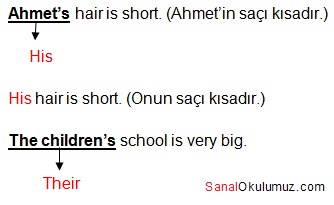 Ahmet's hair is short. (Ahmet'in saçı kısadır.)
His
His hair is short. (Onun saçı kısadır.)
The children's school is very big.
Their
SanalOkulumuz.com